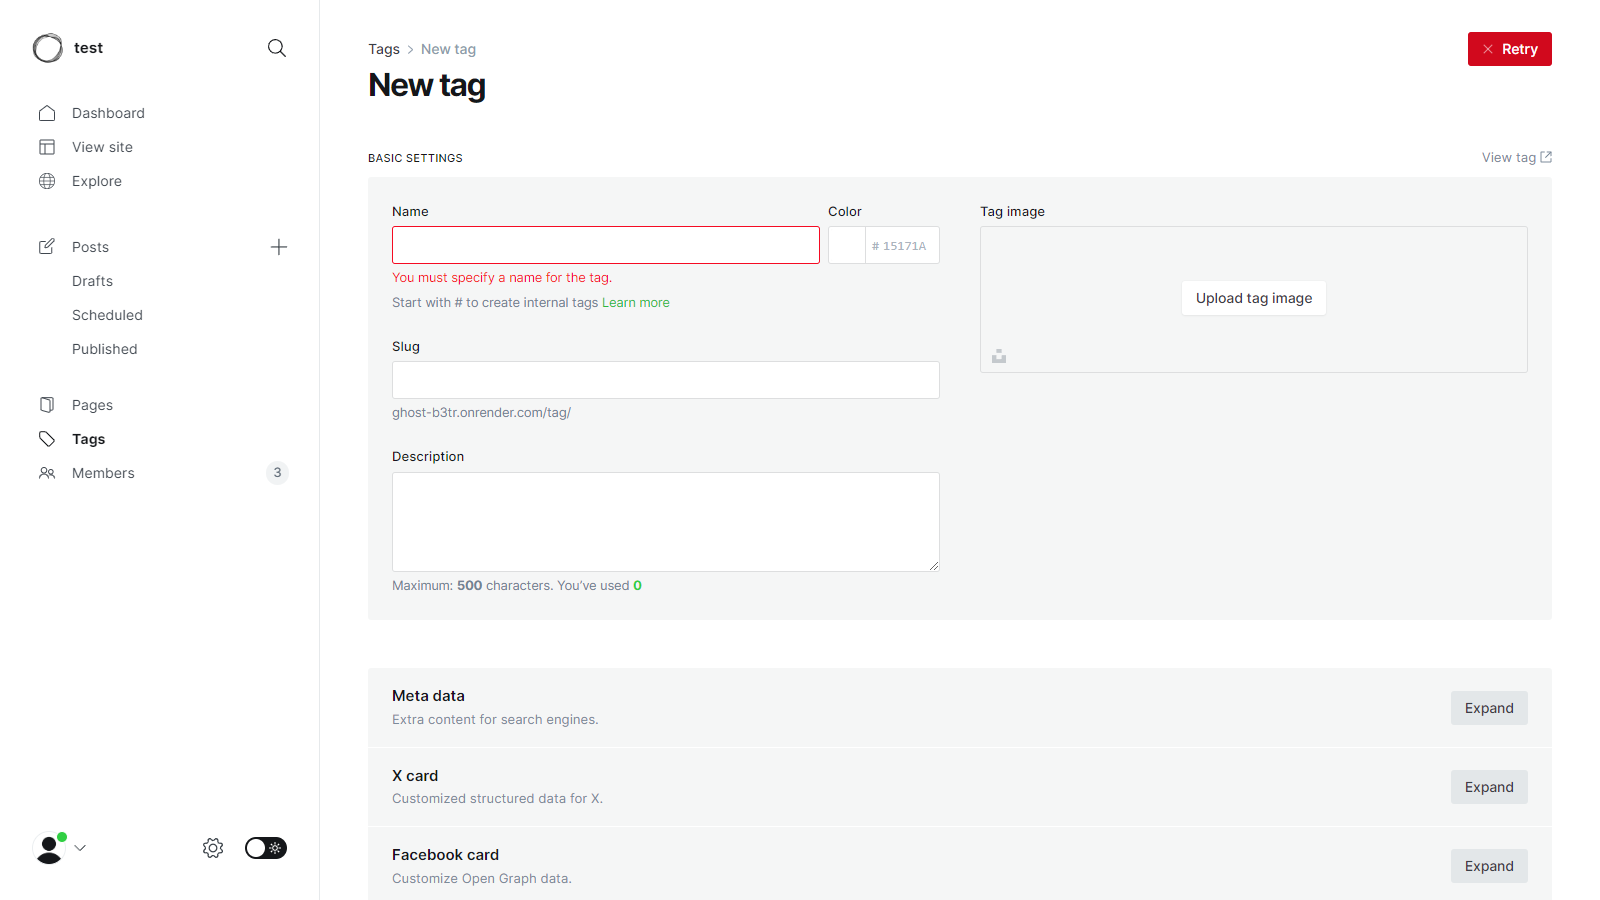 test
Dashboard
View site
Explore
Posts
Drafts
Scheduled
Published
Pages
Tags
Members 3
Tags > New tag
New tag
Retry
BASIC SETTINGS
View tag
Name
You must specify a name for the tag.
Start with # to create internal tags Learn more
Color
# 15171A
Slug
ghost-b3tr.onrender.com/tag/
Description
Maximum: 500 characters. You’ve used 0
Tag image
Upload tag image
Meta data
Extra content for search engines.
Expand
X card
Customized structured data for X.
Expand
Facebook card
Customize Open Graph data.
Expand